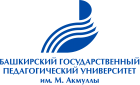 БАШКИРСКИЙ ГОСУДАРСТВЕННЫЙ
ПЕДАГОГИЧЕСКИЙ УНИВЕРСИТЕТ
им. М. Акмуллы